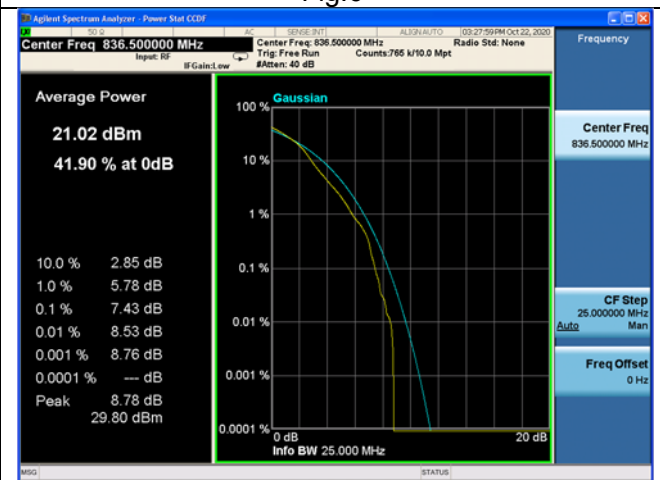 Agilent Spectrum Analyzer - Power Stat CCDF
50 Ω AC SENSE:INT ALIGN AUTO 03:27:59 PM Oct 22, 2020
Center Freq 836.500000 MHz
Center Freq: 836.500000 MHz Radio Std: None
Input: RF Trig: Free Run Counts:765 k/10.0 Mpt
IFGain:Low #Atten: 40 dB
Frequency
Average Power
21.02 dBm
41.90 % at 0dB
10.0 % 2.85 dB
1.0 % 5.78 dB
0.1 % 7.43 dB
0.01 % 8.53 dB
0.001 % 8.76 dB
0.0001 % --- dB
Peak 8.78 dB
29.80 dBm
Gaussian
100 %
10 %
1 %
0.1 %
0.01 %
0.001 %
0.0001 %
0 dB 20 dB
Info BW 25.000 MHz
Center Freq
836.500000 MHz
CF Step
25.000000 MHz
Auto Man
Freq Offset
0 Hz
MSG STATUS